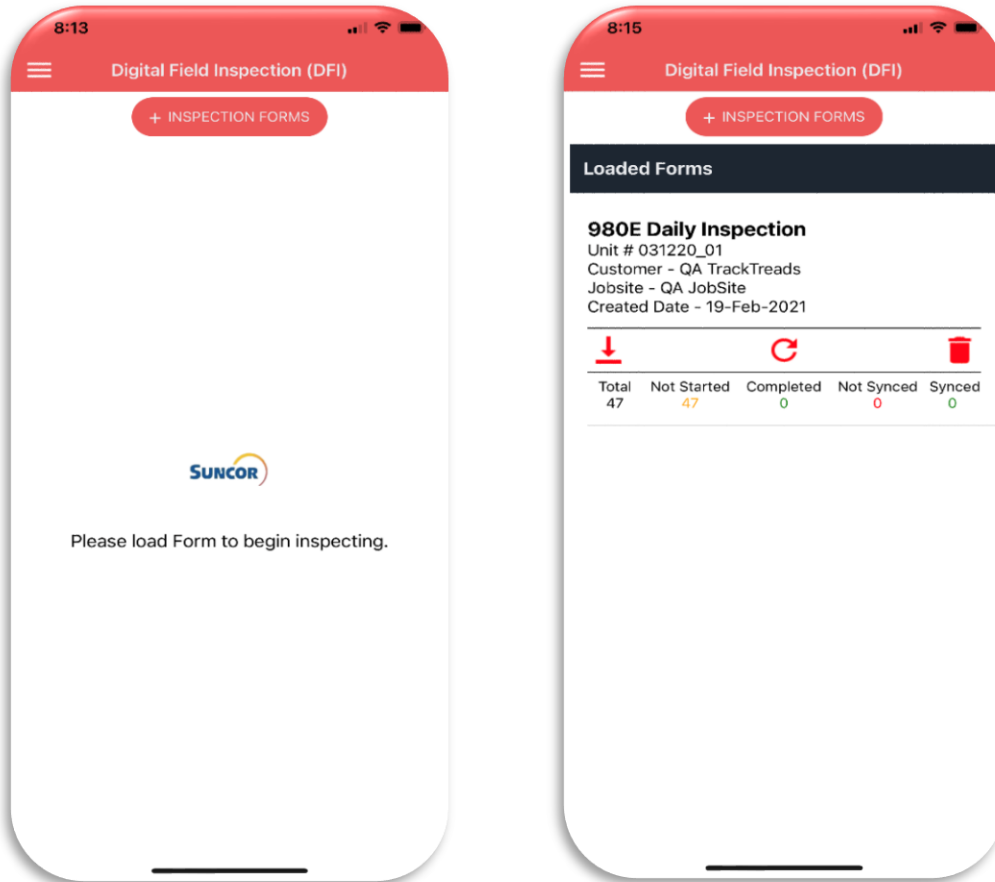 8:13
Digital Field Inspection (DFI)
+ INSPECTION FORMS
SUNCOR
Please load Form to begin inspecting.
8:15
Digital Field Inspection (DFI)
+ INSPECTION FORMS
Loaded Forms
980E Daily Inspection
Unit # 031220_01
Customer - QA TrackTreads
Jobsite - QA JobSite
Created Date - 19-Feb-2021
Total Not Started Completed Not Synced Synced
47 47 0 0 0